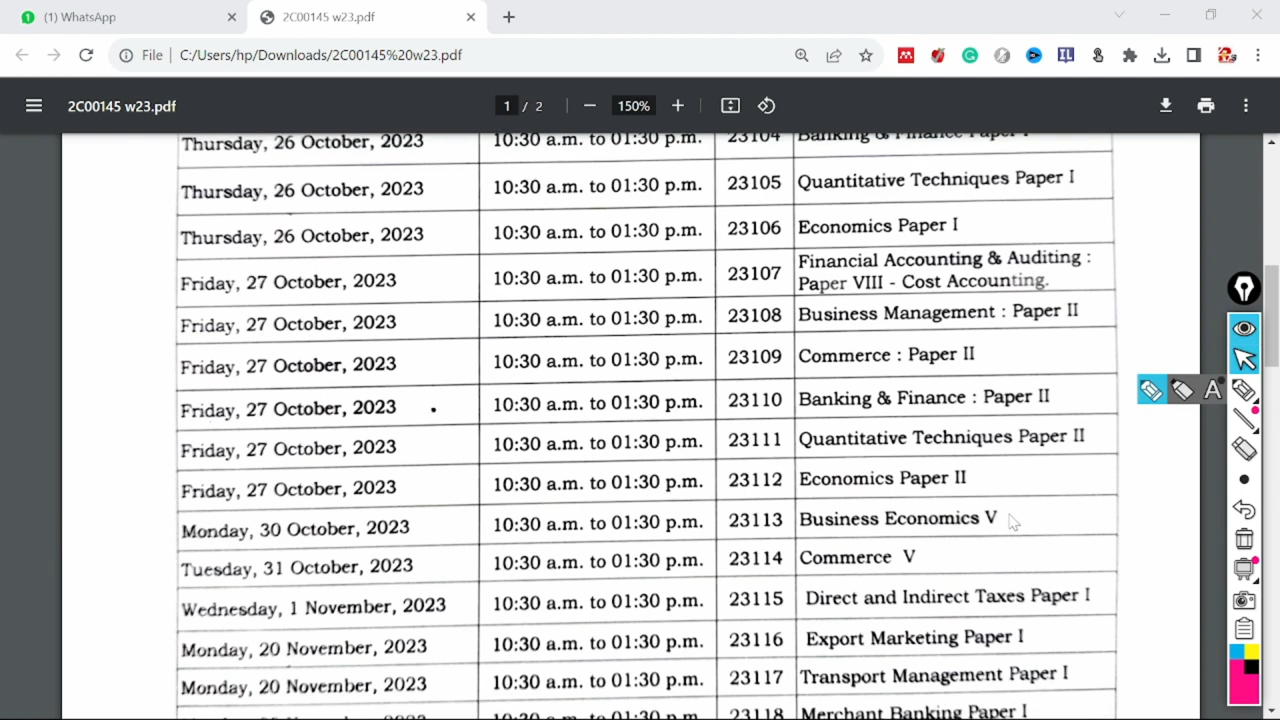 (1) WhatsApp
2C00145 w23.pdf
File | C:/Users/hp/Downloads/2C00145%20w23.pdf
2C00145 w23.pdf
1 / 2
150%
Thursday, 26 October, 2023 10:30 a.m. to 01:30 p.m. 23104 Banking & Finance Paper I
Thursday, 26 October, 2023 10:30 a.m. to 01:30 p.m. 23105 Quantitative Techniques Paper I
Thursday, 26 October, 2023 10:30 a.m. to 01:30 p.m. 23106 Economics Paper I
Friday, 27 October, 2023 10:30 a.m. to 01:30 p.m. 23107 Financial Accounting & Auditing :
Paper VIII - Cost Accounting.
Friday, 27 October, 2023 10:30 a.m. to 01:30 p.m. 23108 Business Management : Paper II
Friday, 27 October, 2023 10:30 a.m. to 01:30 p.m. 23109 Commerce : Paper II
Friday, 27 October, 2023 10:30 a.m. to 01:30 p.m. 23110 Banking & Finance : Paper II
Friday, 27 October, 2023 10:30 a.m. to 01:30 p.m. 23111 Quantitative Techniques Paper II
Friday, 27 October, 2023 10:30 a.m. to 01:30 p.m. 23112 Economics Paper II
Monday, 30 October, 2023 10:30 a.m. to 01:30 p.m. 23113 Business Economics V
Tuesday, 31 October, 2023 10:30 a.m. to 01:30 p.m. 23114 Commerce V
Wednesday, 1 November, 2023 10:30 a.m. to 01:30 p.m. 23115 Direct and Indirect Taxes Paper I
Monday, 20 November, 2023 10:30 a.m. to 01:30 p.m. 23116 Export Marketing Paper I
Monday, 20 November, 2023 10:30 a.m. to 01:30 p.m. 23117 Transport Management Paper I
10:30 a.m. to 01:30 p.m. 23118 Merchant Banking Paper I